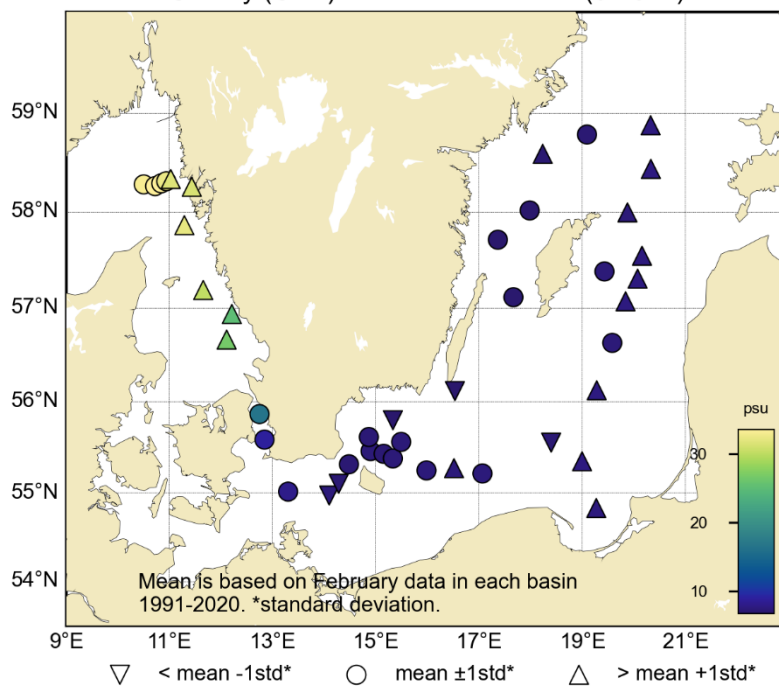 59°N
58°N
57°N
56°N
55°N
54°N
psu
30
20
10
Mean is based on February data in each basin
1991-2020. *standard deviation.
9°E 11°E 13°E 15°E 17°E 19°E 21°E
▽ < mean -1std* ○ mean ±1std* △ > mean +1std*